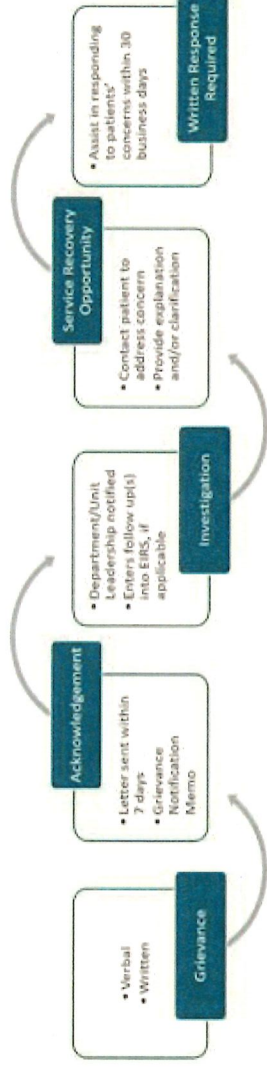 • Verbal
• Written
Grievance
Acknowledgement
• Letter sent within
7 days
• Grievance
Notification
Memo
• Department/Unit
Leadership notified
• Enters follow up(s)
into EIRS, if
applicable
Investigation
Service Recovery
Opportunity
• Contact patient to
address concern
• Provide explanation
and/or clarification
• Assist in responding
to patients'
concerns within 30
business days
Written Response
Required